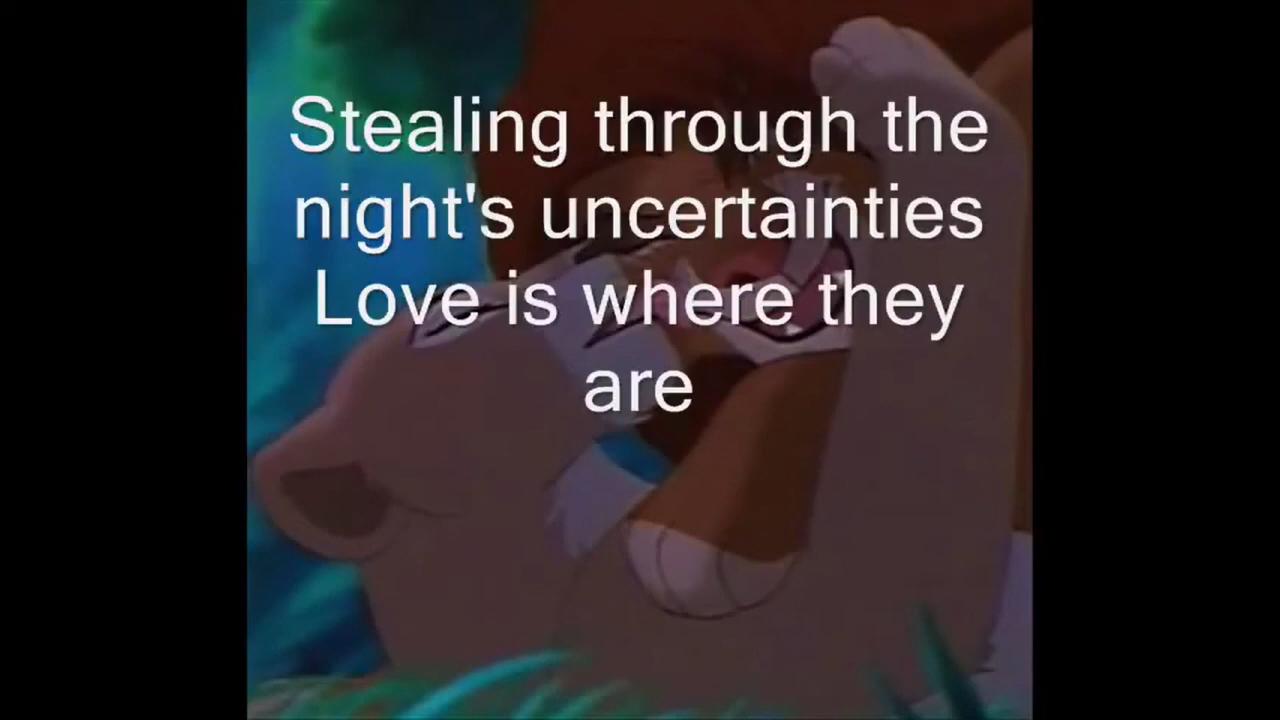 Stealing through the
night's uncertainties
Love is where they
are